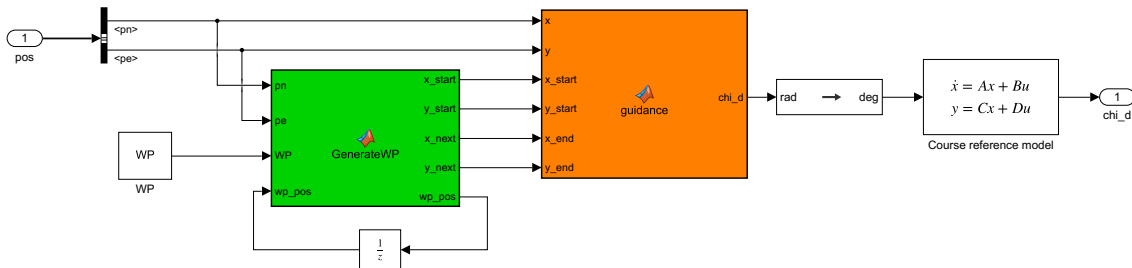 1
pos
<pn>
<pe>
WP
WP
pn
pe
WP
wp_pos
GenerateWP
x_start
y_start
x_next
y_next
wp_pos
1
z
x
y
x_start
y_start
x_end
y_end
guidance
chi_d
rad
deg
ẋ = Ax + Bu
y = Cx + Du
Course reference model
1
chi_d